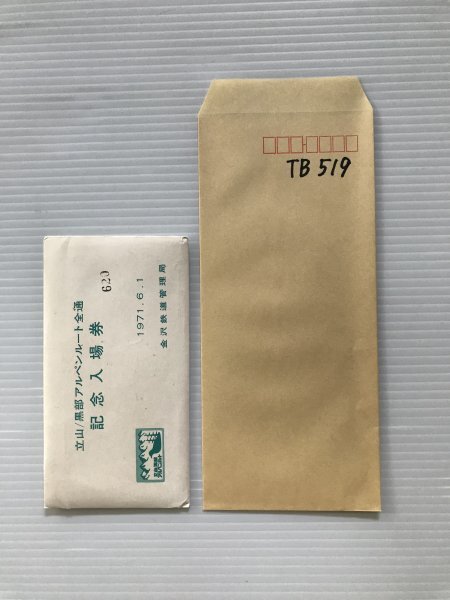 立山/黒部アルペンルート全通
記念入場券
620
1971.6.1
金沢鉄道管理局
TB 519